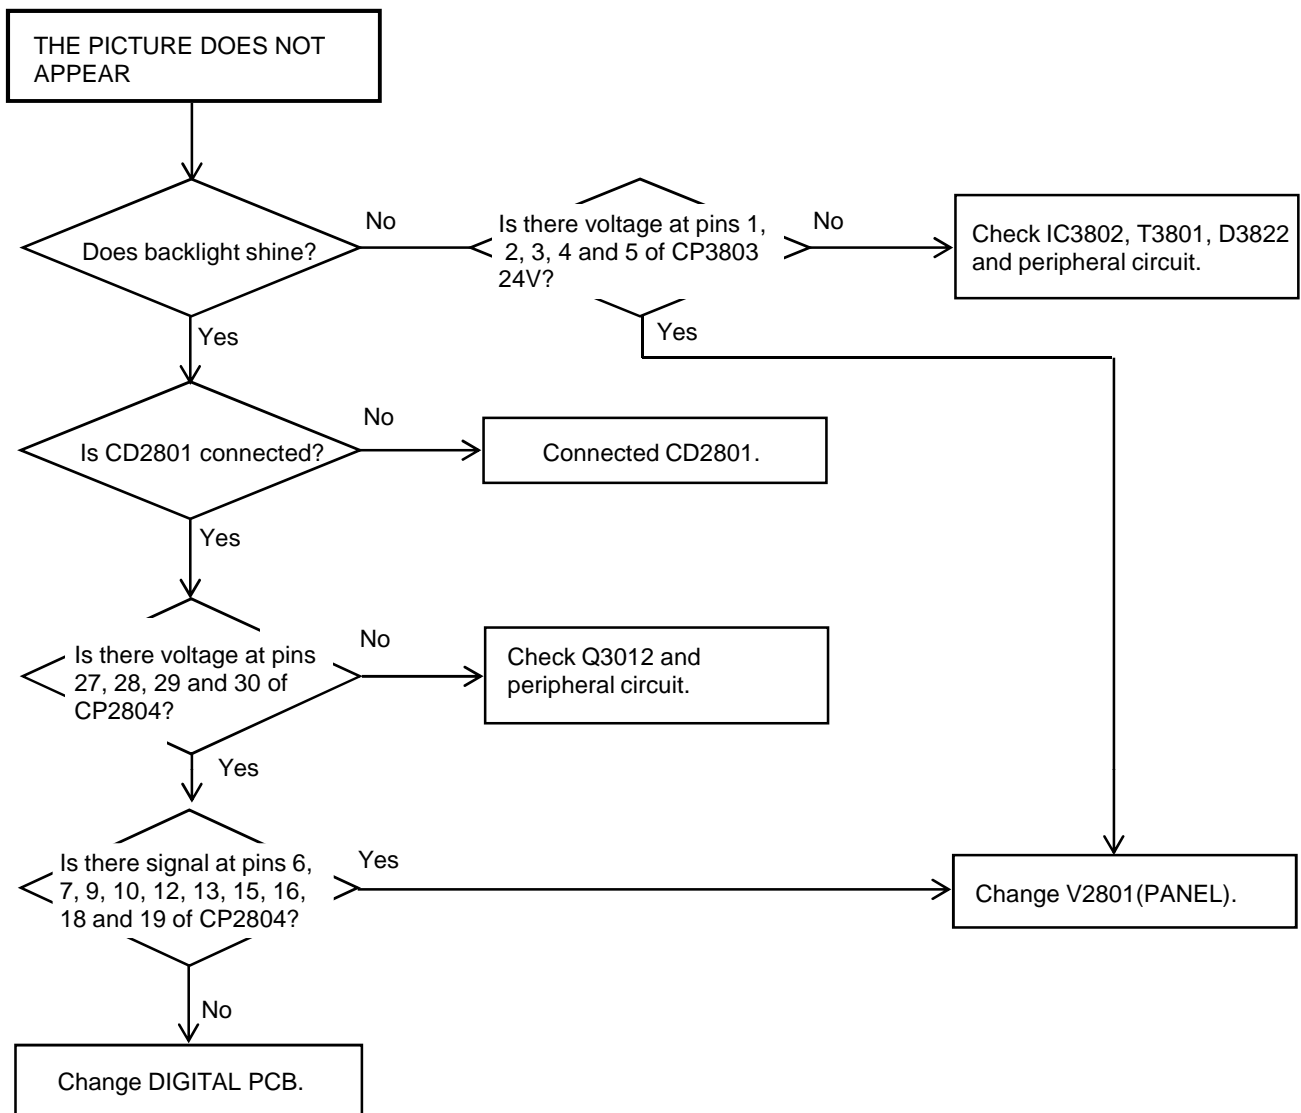 THE PICTURE DOES NOT
APPEAR
Does backlight shine?
No
Is there voltage at pins 1,
2, 3, 4 and 5 of CP3803
24V?
No
Check IC3802, T3801, D3822
and peripheral circuit.
Yes
Yes
Is CD2801 connected?
No
Connected CD2801.
Yes
Is there voltage at pins
27, 28, 29 and 30 of
CP2804?
No
Check Q3012 and
peripheral circuit.
Yes
Is there signal at pins 6,
7, 9, 10, 12, 13, 15, 16,
18 and 19 of CP2804?
Yes
Change V2801(PANEL).
No
Change DIGITAL PCB.